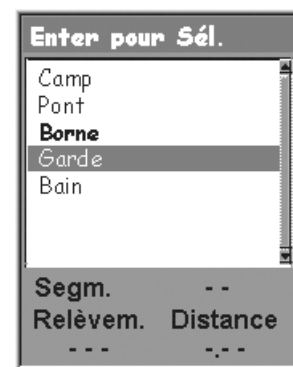 Enter pour Sél.
Camp
Pont
Borne
Garde
Bain
Segm. - -
Relèvem. Distance
- - - -.- -